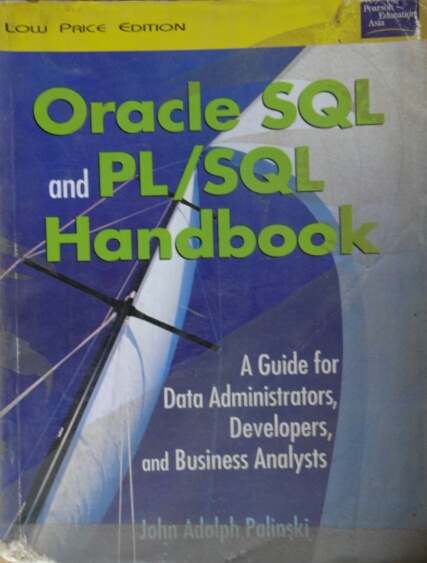 LOW PRICE EDITION
Pearson
Education
Asia
Oracle SQL
and PL/SQL
Handbook
A Guide for
Data Administrators,
Developers,
and Business Analysts
John Adolph Palinski